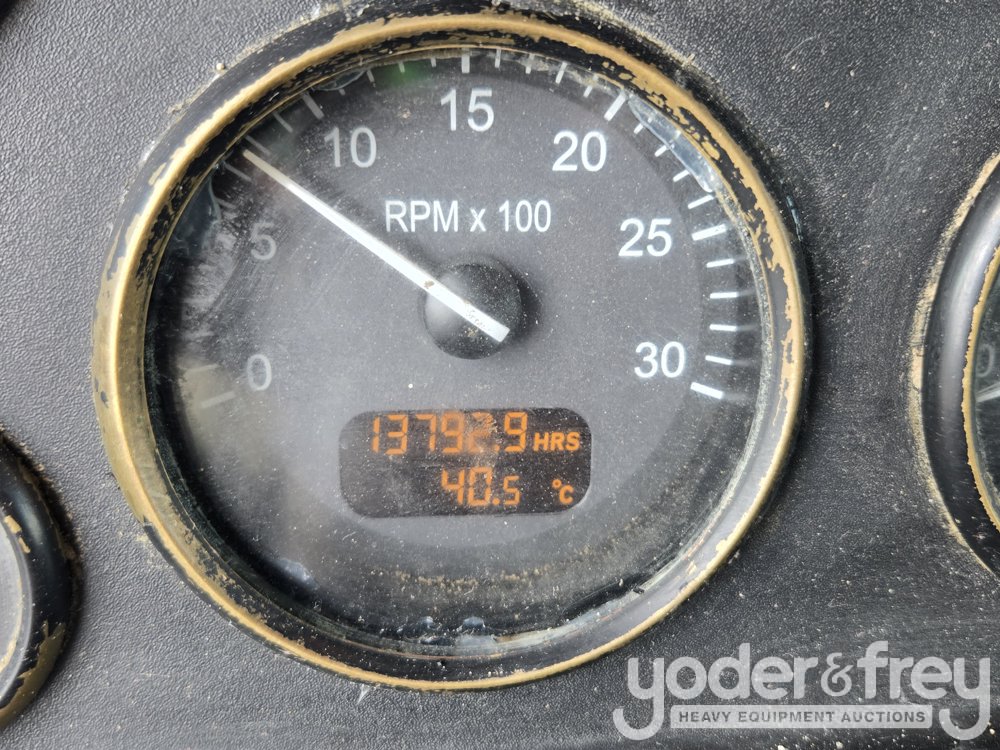 15
10
20
RPM x 100
5
25
0
30
13792.9 HRS
40.5 °C
yoder&frey
HEAVY EQUIPMENT AUCTIONS